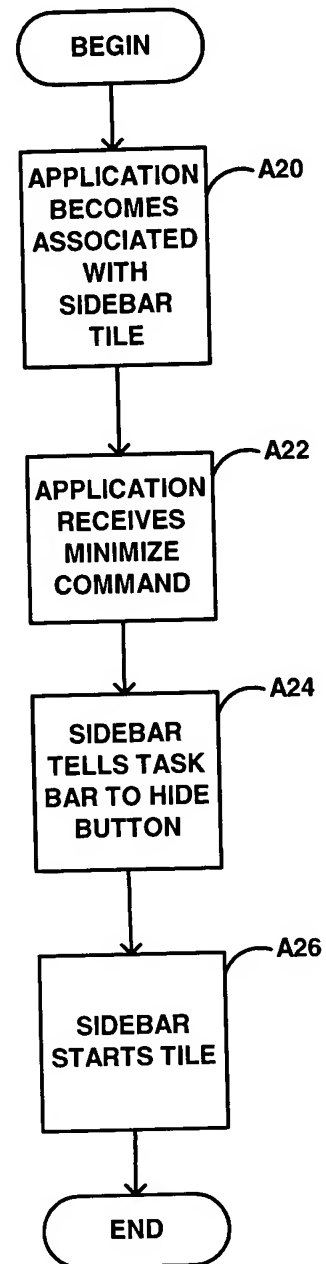 BEGIN
A20
APPLICATION
BECOMES
ASSOCIATED
WITH
SIDEBAR
TILE
A22
APPLICATION
RECEIVES
MINIMIZE
COMMAND
A24
SIDEBAR
TELLS TASK
BAR TO HIDE
BUTTON
A26
SIDEBAR
STARTS TILE
END